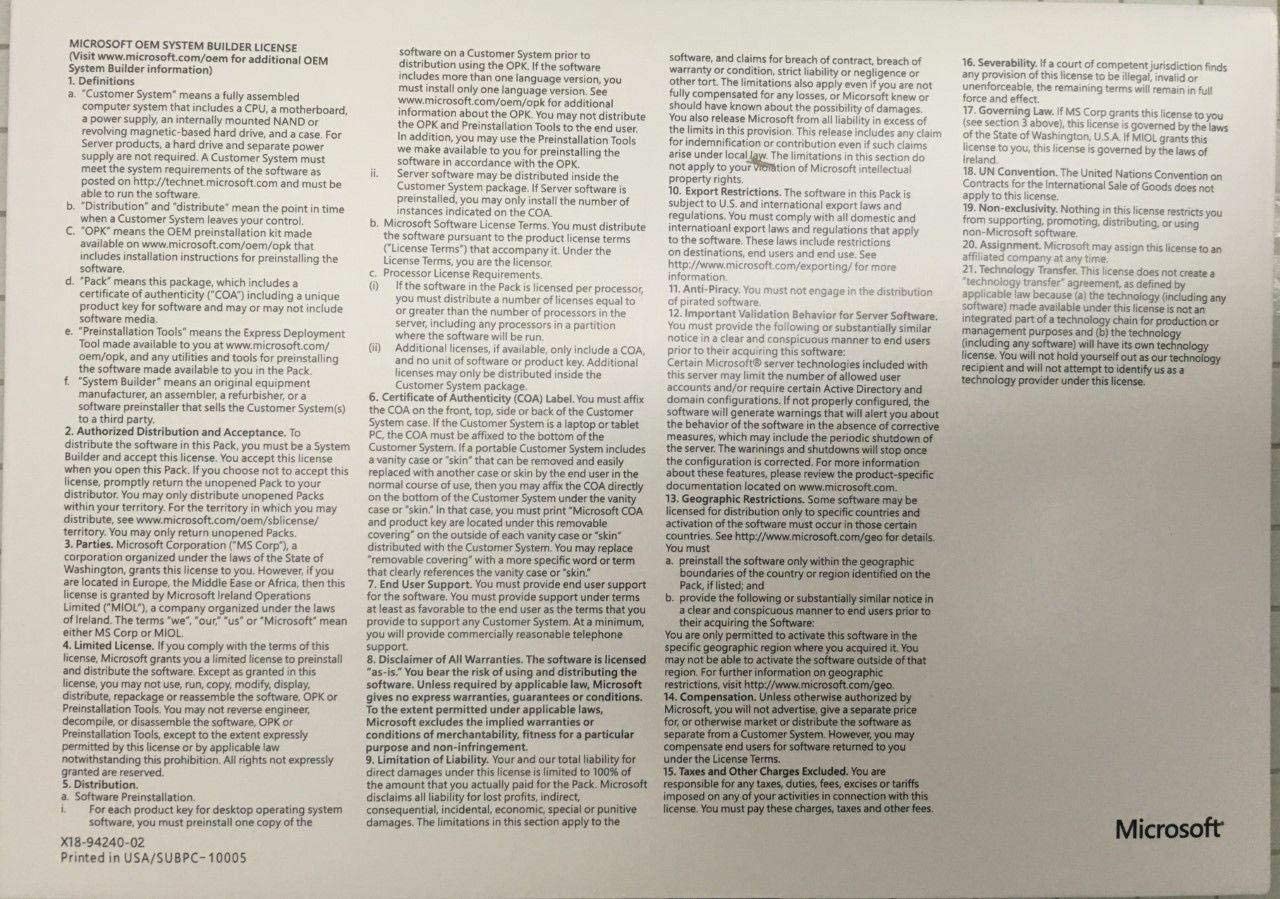 MICROSOFT OEM SYSTEM BUILDER LICENSE
(Visit www.microsoft.com/oem for additional OEM
System Builder information)
1. Definitions
a. "Customer System" means a fully assembled
computer system that includes a CPU, a motherboard,
a power supply, an internally mounted NAND or
revolving magnetic-based hard drive, and a case. For
Server products, a hard drive and separate power
supply are not required. A Customer System must
meet the system requirements of the software as
posted on http://technet.microsoft.com and must be
able to run the software.
b. "Distribution" and "distribute" mean the point in time
when a Customer System leaves your control.
C. "OPK" means the OEM preinstallation kit made
available on www.microsoft.com/oem/opk that
includes installation instructions for preinstalling the
software.
d. "Pack" means this package, which includes a
certificate of authenticity ("COA") including a unique
product key for software and may or may not include
software media.
e. "Preinstallation Tools" means the Express Deployment
Tool made available to you at www.microsoft.com/
oem/opk, and any utilities and tools for preinstalling
the software made available to you in the Pack.
f. "System Builder" means an original equipment
manufacturer, an assembler, a refurbisher, or a
software preinstaller that sells the Customer System(s)
to a third party.
2. Authorized Distribution and Acceptance. To
distribute the software in this Pack, you must be a System
Builder and accept this license. You accept this license
when you open this Pack. If you choose not to accept this
license, promptly return the unopened Pack to your
distributor. You may only distribute unopened Packs
within your territory. For the territory in which you may
distribute, see www.microsoft.com/oem/sblicense/
territory. You may only return unopened Packs.
3. Parties. Microsoft Corporation ("MS Corp"), a
corporation organized under the laws of the State of
Washington, grants this license to you. However, if you
are located in Europe, the Middle Ease or Africa, then this
license is granted by Microsoft Ireland Operations
Limited ("MIOL"), a company organized under the laws
of Ireland. The terms "we", "our," "us" or "Microsoft" mean
either MS Corp or MIOL.
4. Limited License. If you comply with the terms of this
license, Microsoft grants you a limited license to preinstall
and distribute the software. Except as granted in this
license, you may not use, run, copy, modify, display,
distribute, repackage or reassemble the software, OPK or
Preinstallation Tools. You may not reverse engineer,
decompile, or disassemble the software, OPK or
Preinstallation Tools, except to the extent expressly
permitted by this license or by applicable law
notwithstanding this prohibition. All rights not expressly
granted are reserved.
5. Distribution.
a. Software Preinstallation.
i. For each product key for desktop operating system
software, you must preinstall one copy of the
X18-94240-02
Printed in USA/SUBPC-10005
software on a Customer System prior to
distribution using the OPK. If the software
includes more than one language version, you
must install only one language version. See
www.microsoft.com/oem/opk for additional
information about the OPK. You may not distribute
the OPK and Preinstallation Tools to the end user.
In addition, you may use the Preinstallation Tools
we make available to you for preinstalling the
software in accordance with the OPK.
ii. Server software may be distributed inside the
Customer System package. If Server software is
preinstalled, you may only install the number of
instances indicated on the COA.
b. Microsoft Software License Terms. You must distribute
the software pursuant to the product license terms
("License Terms") that accompany it. Under the
License Terms, you are the licensor.
c. Processor License Requirements.
(i) If the software in the Pack is licensed per processor,
you must distribute a number of licenses equal to
or greater than the number of processors in the
server, including any processors in a partition
where the software will be run.
(ii) Additional licenses, if available, only include a COA,
and no unit of software or product key. Additional
licenses may only be distributed inside the
Customer System package.
6. Certificate of Authenticity (COA) Label. You must affix
the COA on the front, top, side or back of the Customer
System case. If the Customer System is a laptop or tablet
PC, the COA must be affixed to the bottom of the
Customer System. If a portable Customer System includes
a vanity case or "skin" that can be removed and easily
replaced with another case or skin by the end user in the
normal course of use, then you may affix the COA directly
on the bottom of the Customer System under the vanity
case or "skin." In that case, you must print "Microsoft COA
and product key are located under this removable
covering" on the outside of each vanity case or "skin"
distributed with the Customer System. You may replace
"removable covering" with a more specific word or term
that clearly references the vanity case or "skin."
7. End User Support. You must provide end user support
for the software. You must provide support under terms
at least as favorable to the end user as the terms that you
provide to support any Customer System. At a minimum,
you will provide commercially reasonable telephone
support.
8. Disclaimer of All Warranties. The software is licensed
"as-is." You bear the risk of using and distributing the
software. Unless required by applicable law, Microsoft
gives no express warranties, guarantees or conditions.
To the extent permitted under applicable laws,
Microsoft excludes the implied warranties or
conditions of merchantability, fitness for a particular
purpose and non-infringement.
9. Limitation of Liability. Your and our total liability for
direct damages under this license is limited to 100% of
the amount that you actually paid for the Pack. Microsoft
disclaims all liability for lost profits, indirect,
consequential, incidental, economic, special or punitive
damages. The limitations in this section apply to the
software, and claims for breach of contract, breach of
warranty or condition, strict liability or negligence or
other tort. The limitations also apply even if you are not
fully compensated for any losses, or Micorsoft knew or
should have known about the possibility of damages.
You also release Microsoft from all liability in excess of
the limits in this provision. This release includes any claim
for indemnification or contribution even if such claims
arise under local law. The limitations in this section do
not apply to your violation of Microsoft intellectual
property rights.
10. Export Restrictions. The software in this Pack is
subject to U.S. and international export laws and
regulations. You must comply with all domestic and
internatioanl export laws and regulations that apply
to the software. These laws include restrictions
on destinations, end users and end use. See
http://www.microsoft.com/exporting/ for more
information.
11. Anti-Piracy. You must not engage in the distribution
of pirated software.
12. Important Validation Behavior for Server Software.
You must provide the following or substantially similar
notice in a clear and conspicuous manner to end users
prior to their acquiring this software:
Certain Microsoft® server technologies included with
this server may limit the number of allowed user
accounts and/or require certain Active Directory and
domain configurations. If not properly configured, the
software will generate warnings that will alert you about
the behavior of the software in the absence of corrective
measures, which may include the periodic shutdown of
the server. The warinings and shutdowns will stop once
the configuration is corrected. For more information
about these features, please review the product-specific
documentation located on www.microsoft.com.
13. Geographic Restrictions. Some software may be
licensed for distribution only to specific countries and
activation of the software must occur in those certain
countries. See http://www.microsoft.com/geo for details.
You must
a. preinstall the software only within the geographic
boundaries of the country or region identified on the
Pack, if listed; and
b. provide the following or substantially similar notice in
a clear and conspicuous manner to end users prior to
their acquiring the Software:
You are only permitted to activate this software in the
specific geographic region where you acquired it. You
may not be able to activate the software outside of that
region. For further information on geographic
restrictions, visit http://www.microsoft.com/geo.
14. Compensation. Unless otherwise authorized by
Microsoft, you will not advertise, give a separate price
for, or otherwise market or distribute the software as
separate from a Customer System. However, you may
compensate end users for software returned to you
under the License Terms.
15. Taxes and Other Charges Excluded. You are
responsible for any taxes, duties, fees, excises or tariffs
imposed on any of your activities in connection with this
license. You must pay these charges, taxes and other fees.
16. Severability. If a court of competent jurisdiction finds
any provision of this license to be illegal, invalid or
unenforceable, the remaining terms will remain in full
force and effect.
17. Governing Law. If MS Corp grants this license to you
(see section 3 above), this license is governed by the laws
of the State of Washington, U.S.A. If MIOL grants this
license to you, this license is governed by the laws of
Ireland.
18. UN Convention. The United Nations Convention on
Contracts for the International Sale of Goods does not
apply to this license.
19. Non-exclusivity. Nothing in this license restricts you
from supporting, promoting, distributing, or using
non-Microsoft software.
20. Assignment. Microsoft may assign this license to an
affiliated company at any time.
21. Technology Transfer. This license does not create a
"technology transfer" agreement, as defined by
applicable law because (a) the technology (including any
software) made available under this license is not an
integrated part of a technology chain for production or
management purposes and (b) the technology
(including any software) will have its own technology
license. You will not hold yourself out as our technology
recipient and will not attempt to identify us as a
technology provider under this license.
Microsoft